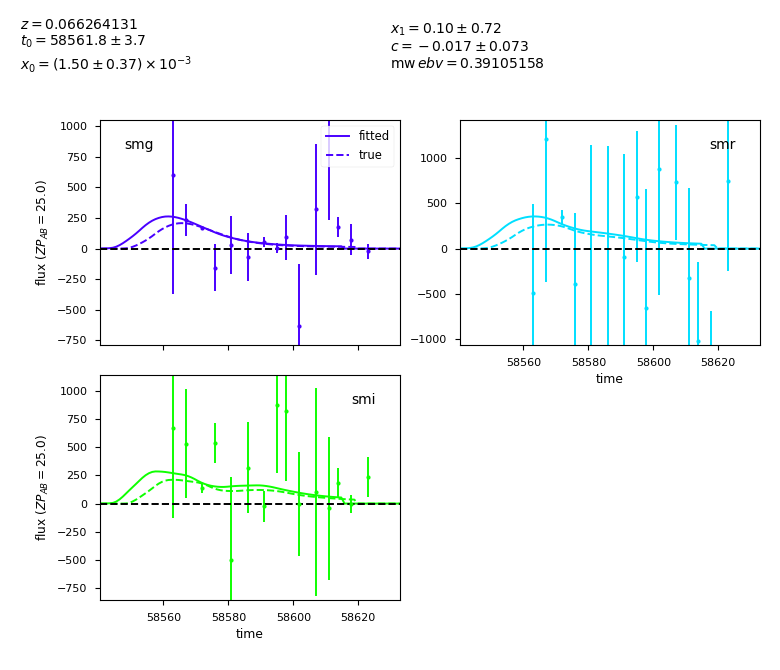 z = 0.066264131
t₀ = 58561.8 ± 3.7
x₀ = (1.50 ± 0.37) × 10⁻³
x₁ = 0.10 ± 0.72
c = −0.017 ± 0.073
mw ebv = 0.39105158
smg
fitted
true
1000
750
500
250
0
−250
−500
−750
flux (ZP_AB = 25.0)
smr
1000
500
0
−500
−1000
58560 58580 58600 58620
time
smi
1000
750
500
250
0
−250
−500
−750
flux (ZP_AB = 25.0)
58560 58580 58600 58620
time